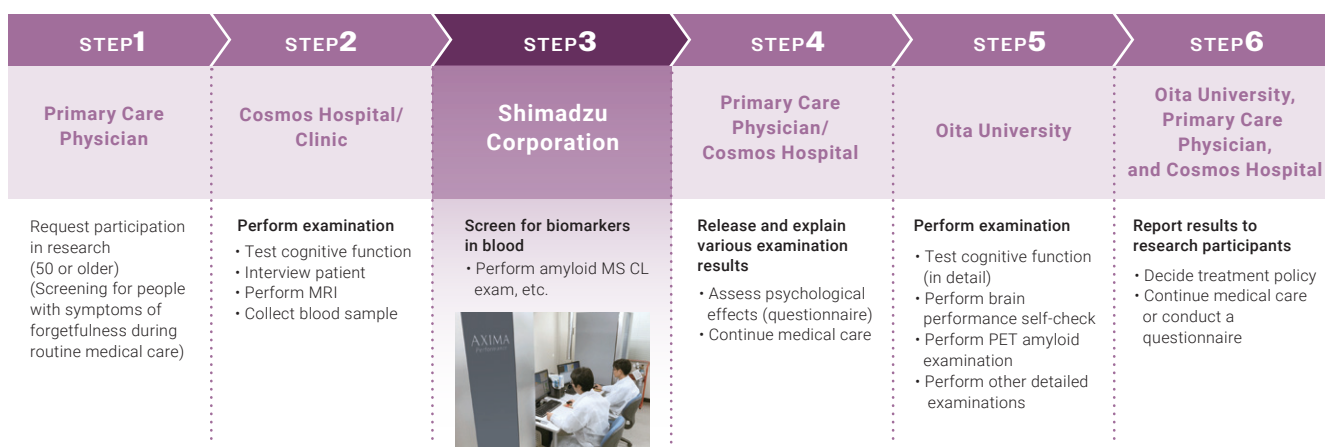 STEP1
STEP2
STEP3
STEP4
STEP5
STEP6
Primary Care
Physician
Cosmos Hospital/
Clinic
Shimadzu
Corporation
Primary Care
Physician/
Cosmos Hospital
Oita University
Oita University,
Primary Care
Physician,
and Cosmos Hospital
Request participation
in research
(50 or older)
(Screening for people
with symptoms of
forgetfulness during
routine medical care)
Perform examination
• Test cognitive function
• Interview patient
• Perform MRI
• Collect blood sample
Screen for biomarkers
in blood
• Perform amyloid MS CL
exam, etc.
AXIMA
Release and explain
various examination
results
• Assess psychological
effects (questionnaire)
• Continue medical care
Perform examination
• Test cognitive function
(in detail)
• Perform brain
performance self-check
• Perform PET amyloid
examination
• Perform other detailed
examinations
Report results to
research participants
• Decide treatment policy
• Continue medical care
or conduct a
questionnaire